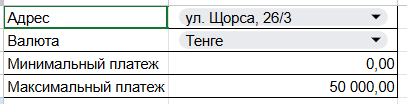 Адрес ул. Щорса, 26/3
Валюта Тенге
Минимальный платеж 0,00
Максимальный платеж 50 000,00